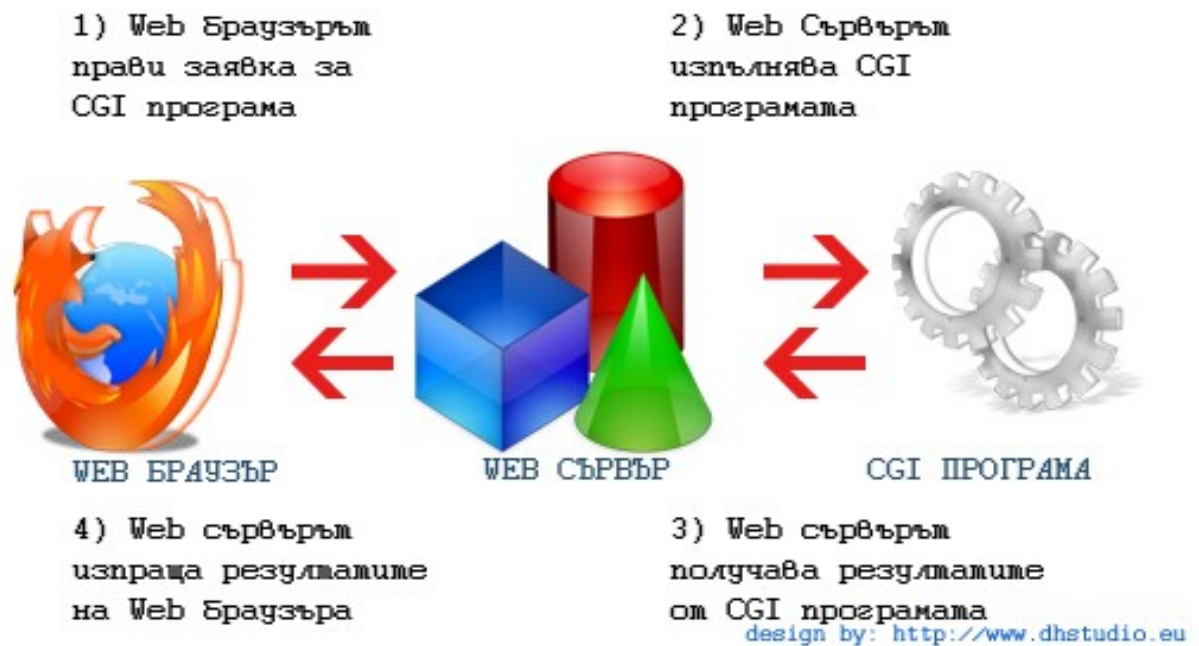 1) Web Браузърът
прави заявка за
CGI програма
2) Web Сървърът
изпълнява CGI
програмата
WEB БРАУЗЪР
WEB СЪРВЪР
CGI ПРОГРАМА
4) Web сървърът
изпраща резултатите
на Web Браузъра
3) Web сървърът
получава резултатите
от CGI програмата
design by: http://www.dhstudio.eu